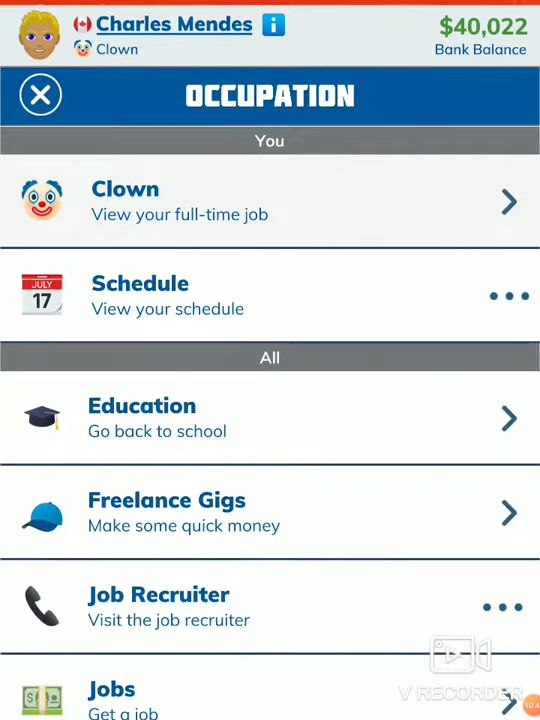 Charles Mendes
$40,022
Clown
Bank Balance
OCCUPATION
You
Clown
View your full-time job
JULY
17
Schedule
View your schedule
All
Education
Go back to school
Freelance Gigs
Make some quick money
Job Recruiter
Visit the job recruiter
V RECORDER
Jobs
10:4
Get a job